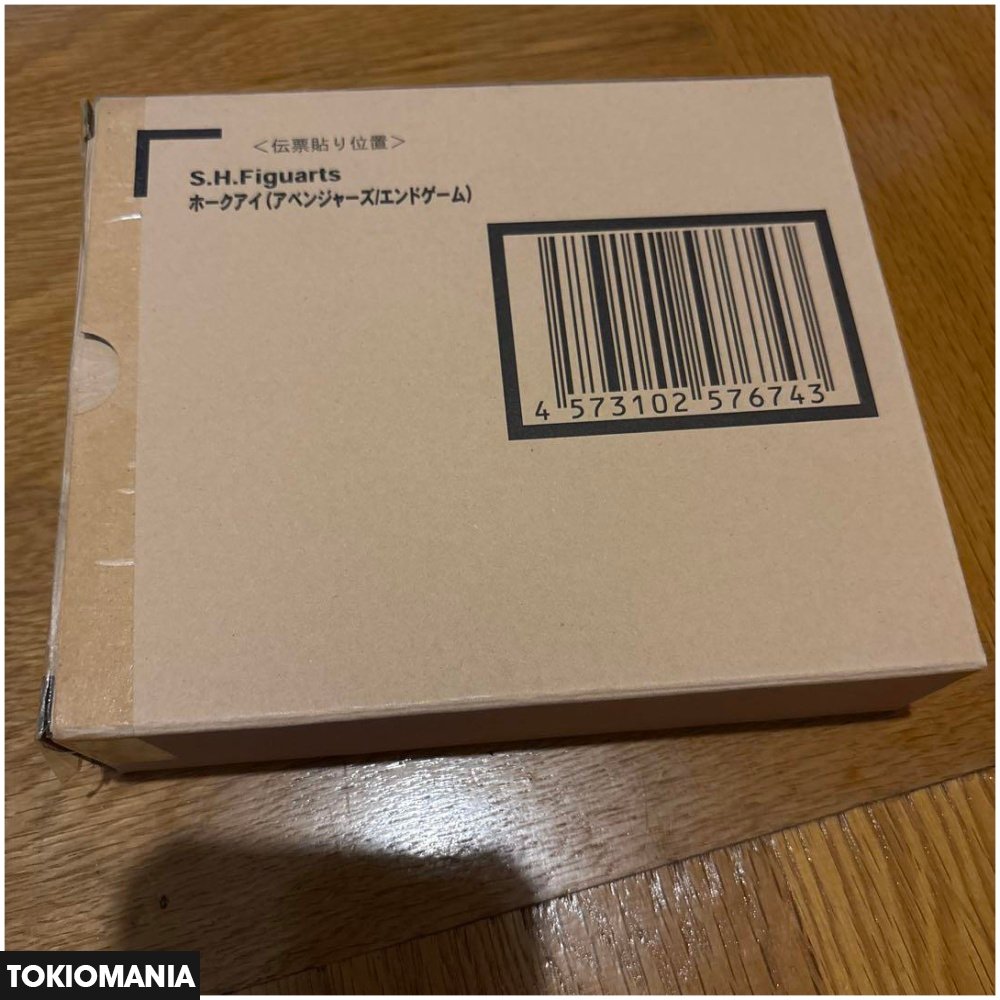 ＜伝票貼り位置＞
S.H.Figuarts
ホークアイ(アベンジャーズ/エンドゲーム)
4 573102 576743
TOKIOMANIA